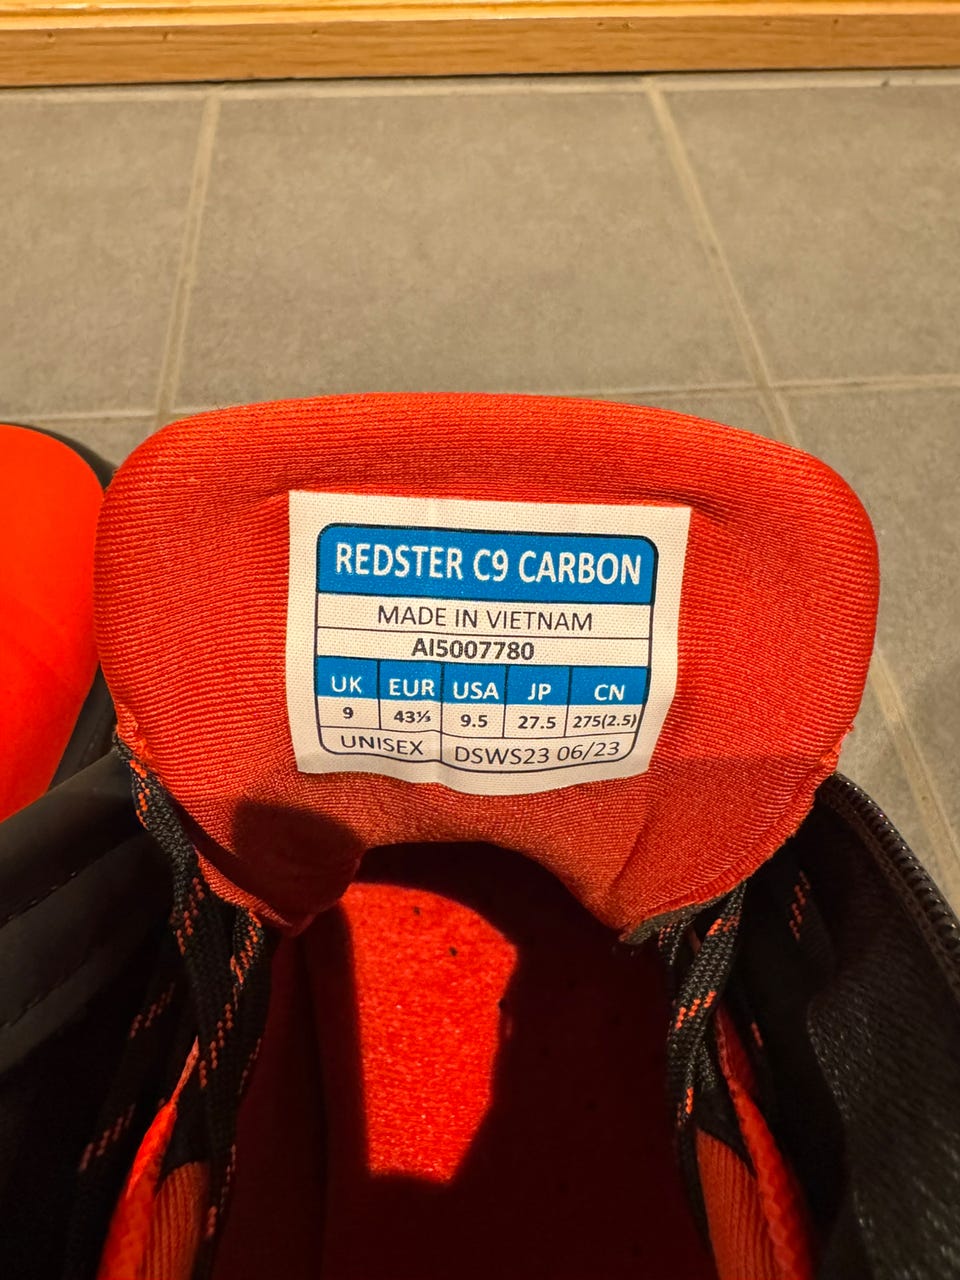 REDSTER C9 CARBON
MADE IN VIETNAM
AI5007780
UK EUR USA JP CN
9 43⅓ 9.5 27.5 275(2.5)
UNISEX DSWS23 06/23